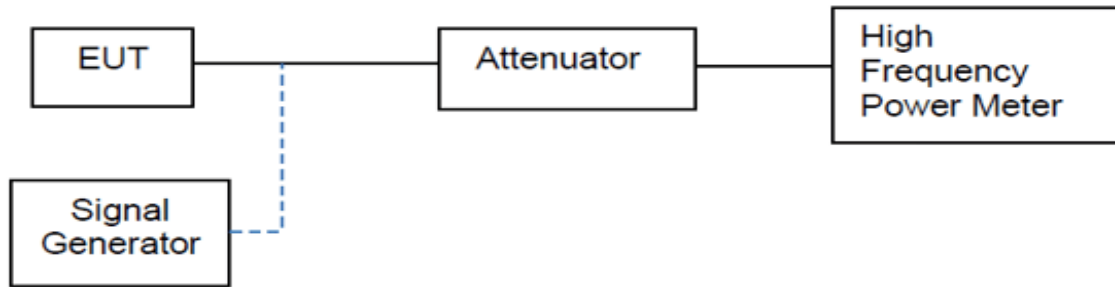 EUT
Attenuator
High
Frequency
Power Meter
Signal
Generator